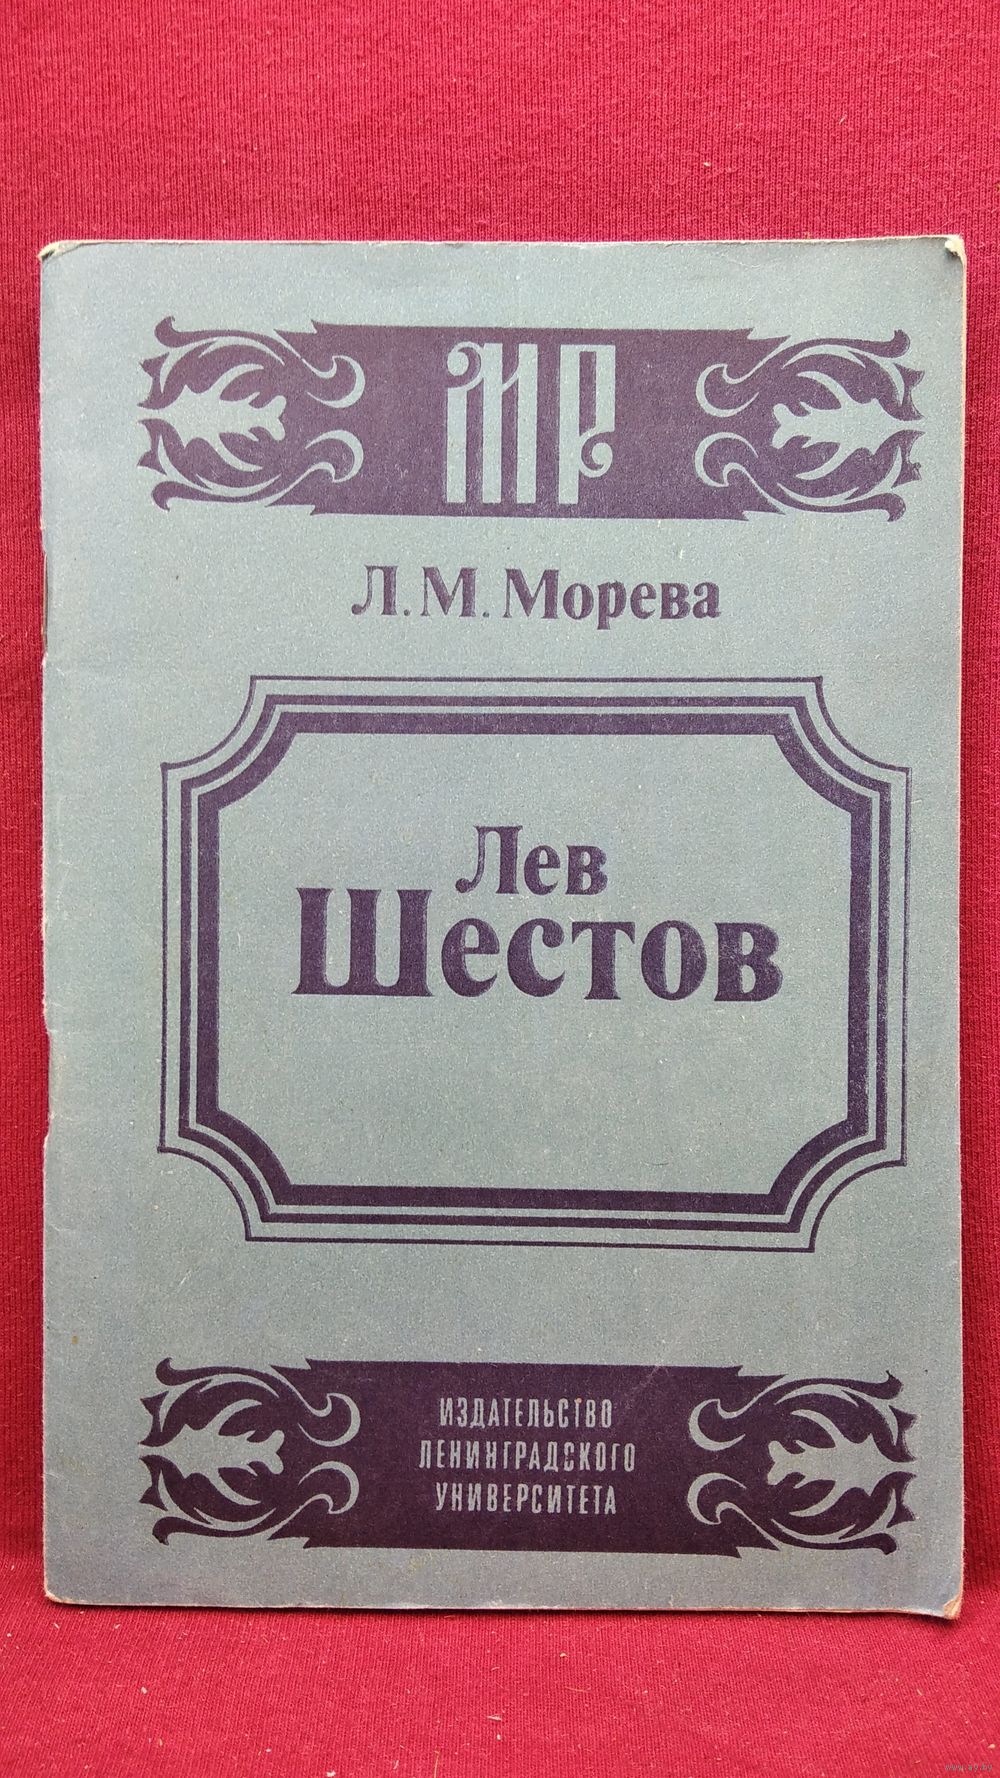 МР
Л. М. Морева
Лев
Шестов
ИЗДАТЕЛЬСТВО
ЛЕНИНГРАДСКОГО
УНИВЕРСИТЕТА